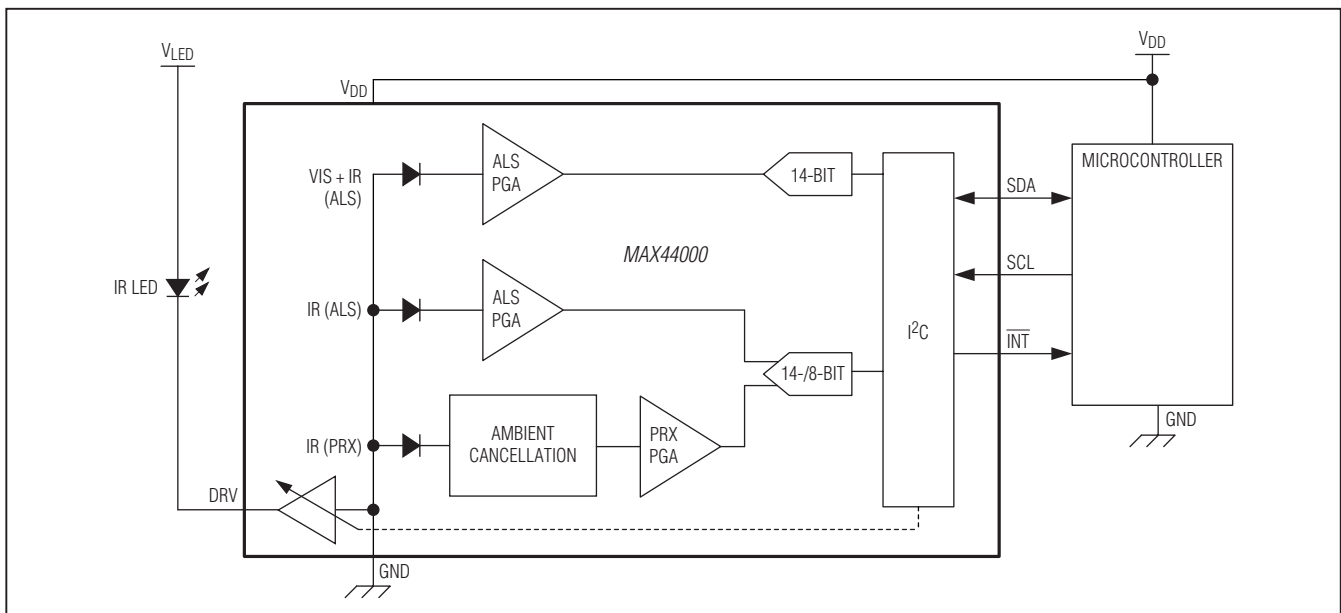 VLED
VDD
VDD
VIS + IR
(ALS)
ALS
PGA
14-BIT
MICROCONTROLLER
SDA
MAX44000
SCL
IR LED
IR (ALS)
ALS
PGA
I²C
INT
14-/8-BIT
IR (PRX)
AMBIENT
CANCELLATION
PRX
PGA
GND
DRV
GND